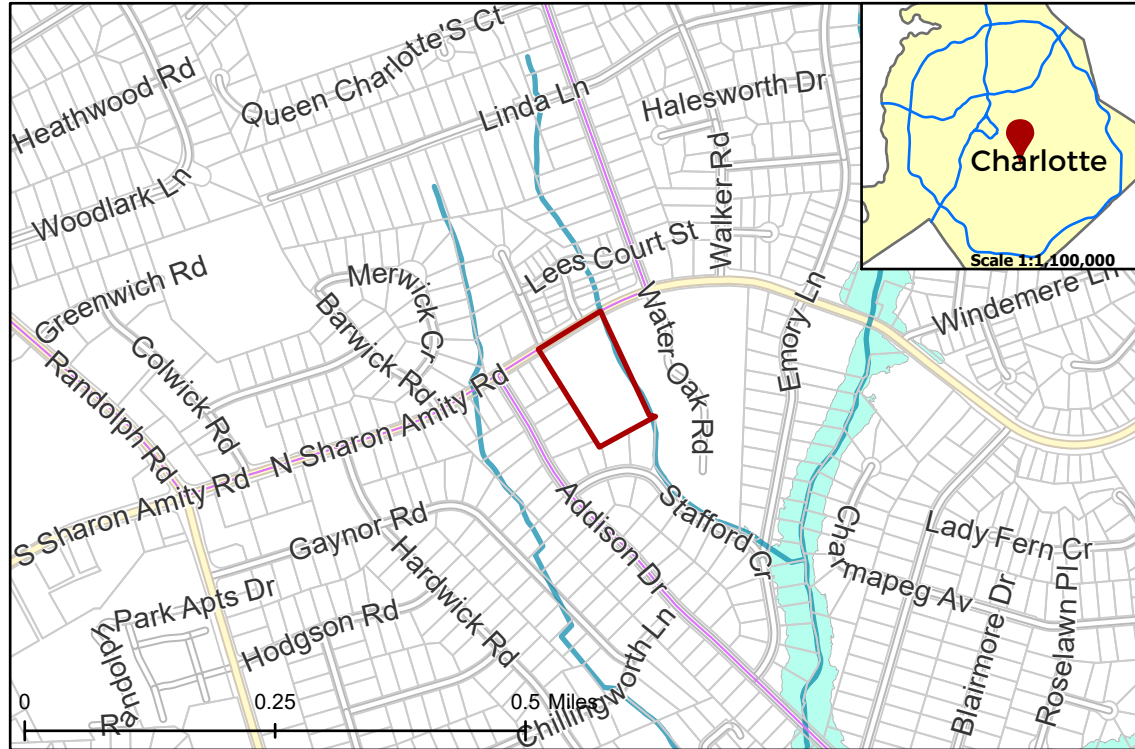 Heathwood Rd
Queen Charlotte'S Ct
Linda Ln
Halesworth Dr
Walker Rd
Woodlark Ln
Greenwich Rd
Merwick Cr
Barwick Rd
Lees Court St
Water Oak Rd
Emory Ln
Windemere Ln
Colwick Rd
Randolph Rd
N Sharon Amity Rd
S Sharon Amity Rd
Gaynor Rd
Hardwick Rd
Addison Dr
Stafford Cr
Charmapeg Av
Lady Fern Cr
Blairmore Dr
Roselawn Pl
Park Apts Dr
Hodgson Rd
Chillingworth Ln
Randolph
0
0.25
0.5 Miles
Charlotte
Scale 1:1,100,000